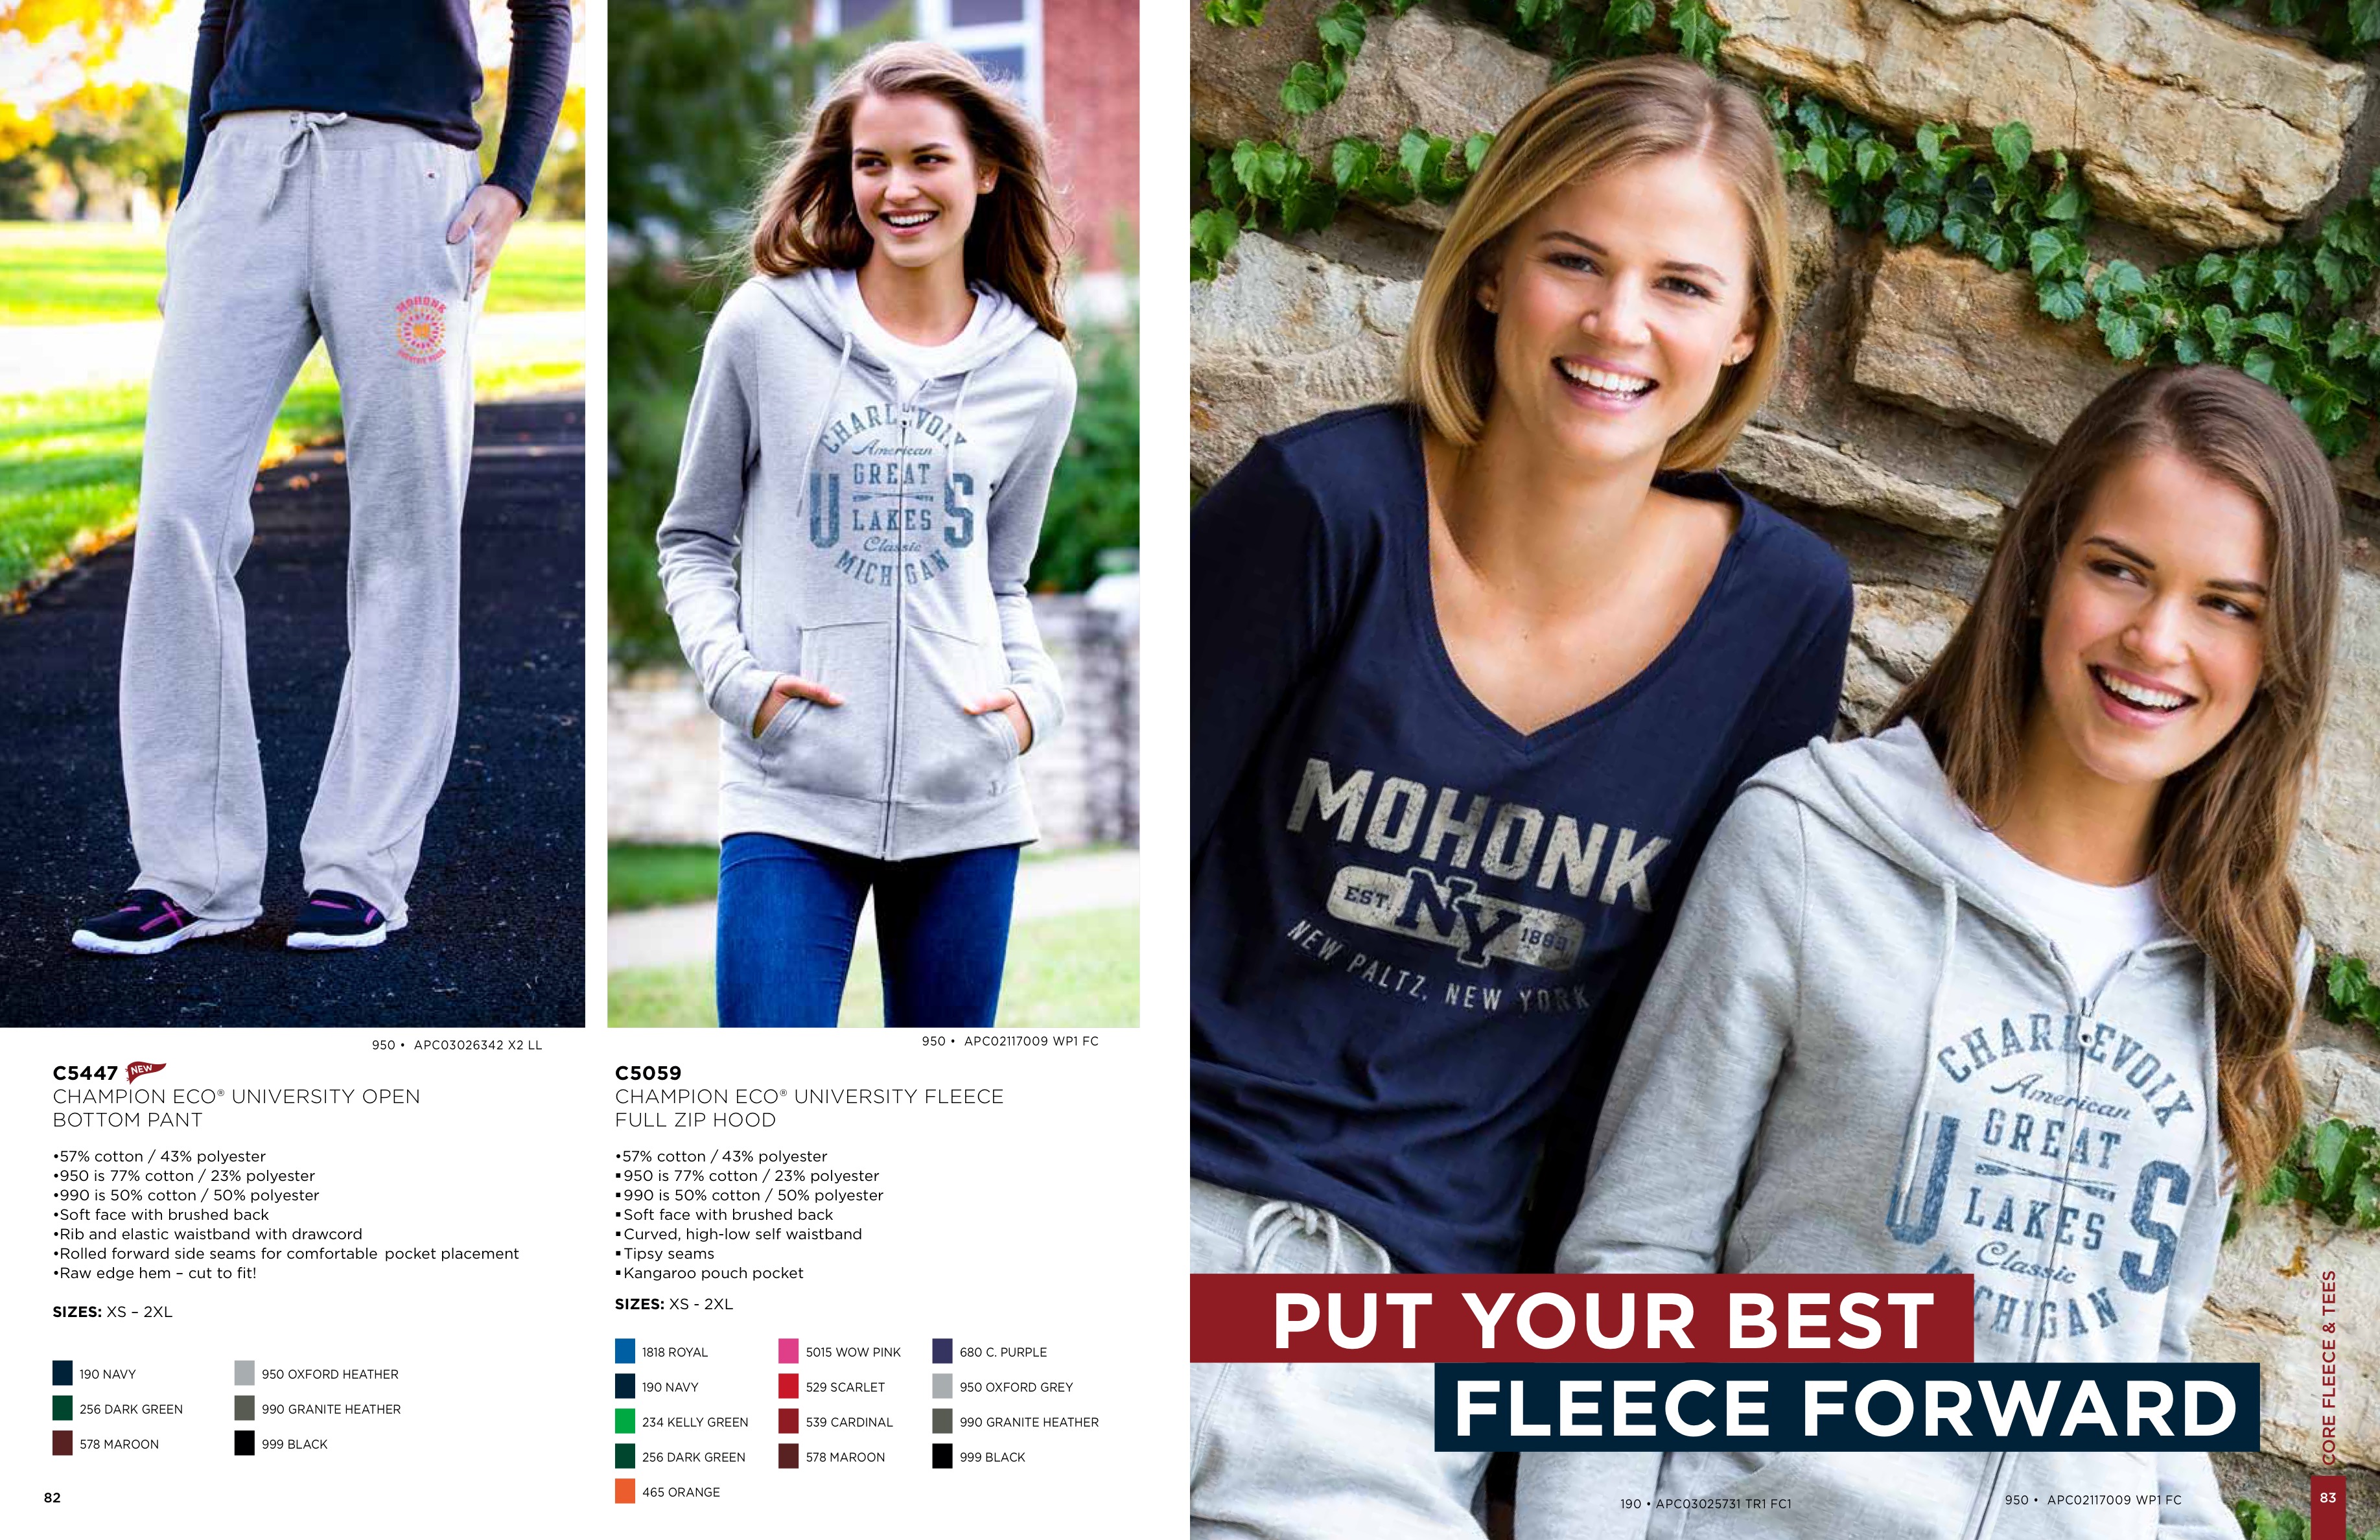 MOHONK
CHARLEVOIX
American
GREAT
U S
LAKES
Classic
MICHIGAN
950 • APC03026342 X2 LL
C5447 NEW
CHAMPION ECO® UNIVERSITY OPEN
BOTTOM PANT
•57% cotton / 43% polyester
•950 is 77% cotton / 23% polyester
•990 is 50% cotton / 50% polyester
•Soft face with brushed back
•Rib and elastic waistband with drawcord
•Rolled forward side seams for comfortable pocket placement
•Raw edge hem – cut to fit!
SIZES: XS – 2XL
190 NAVY
256 DARK GREEN
578 MAROON
950 OXFORD HEATHER
990 GRANITE HEATHER
999 BLACK
82
950 • APC02117009 WP1 FC
C5059
CHAMPION ECO® UNIVERSITY FLEECE
FULL ZIP HOOD
•57% cotton / 43% polyester
▪950 is 77% cotton / 23% polyester
▪990 is 50% cotton / 50% polyester
▪Soft face with brushed back
▪Curved, high-low self waistband
▪Tipsy seams
▪Kangaroo pouch pocket
SIZES: XS - 2XL
1818 ROYAL
190 NAVY
234 KELLY GREEN
256 DARK GREEN
465 ORANGE
5015 WOW PINK
529 SCARLET
539 CARDINAL
578 MAROON
680 C. PURPLE
950 OXFORD GREY
990 GRANITE HEATHER
999 BLACK
MOHONK
EST. NY
NEW PALTZ, NEW YORK
CHARLEVOIX
American
GREAT
U S
LAKES
Classic
MICHIGAN
PUT YOUR BEST
FLEECE FORWARD
190 • APC03025731 TR1 FC1
950 • APC02117009 WP1 FC
CORE FLEECE & TEES
83